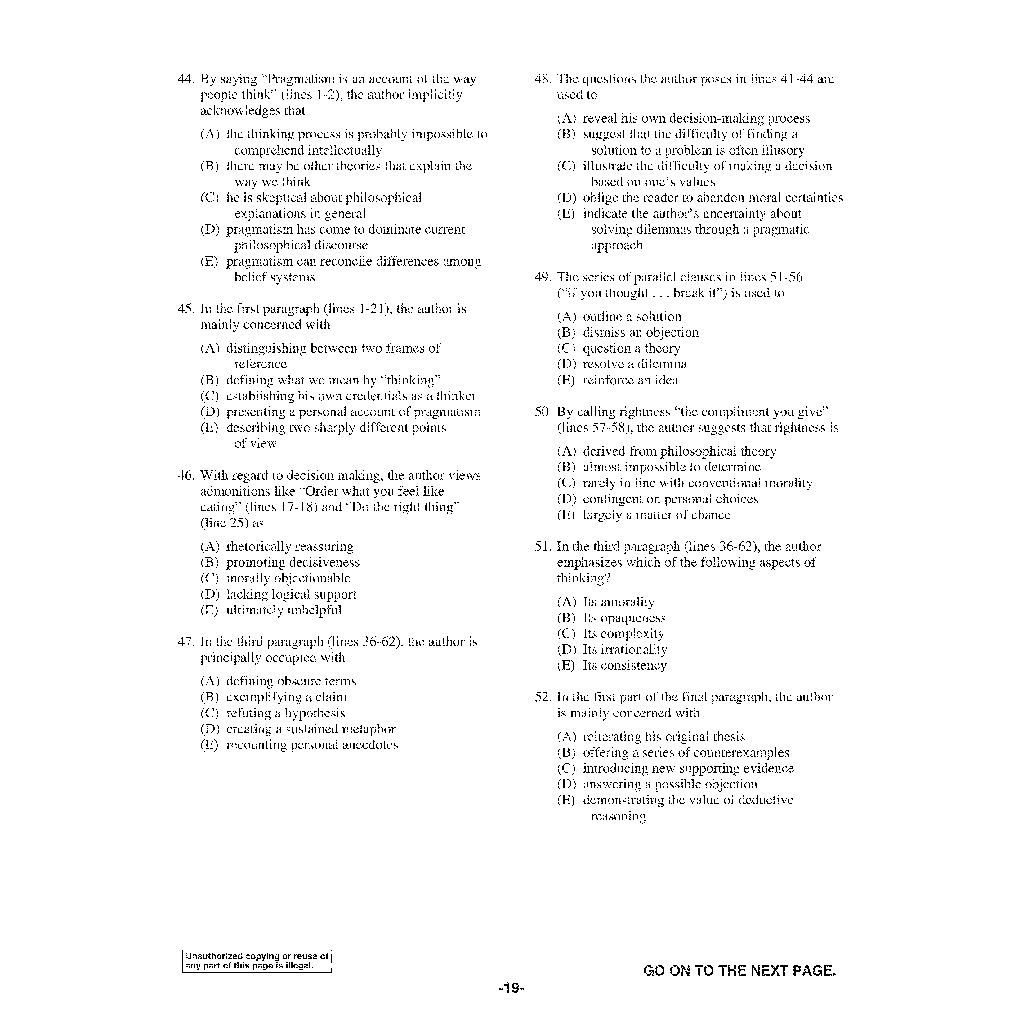 44. By saying "Pragmatism is an account of the way
people think" (lines 1-2), the author implicitly
acknowledges that
(A) the thinking process is probably impossible to
comprehend intellectually
(B) there may be other theories that explain the
way we think
(C) he is skeptical about philosophical
explanations in general
(D) pragmatism has come to dominate current
philosophical discourse
(E) pragmatism can reconcile differences among
belief systems
45. In the first paragraph (lines 1-21), the author is
mainly concerned with
(A) distinguishing between two frames of
reference
(B) defining what we mean by "thinking"
(C) establishing his own credentials as a thinker
(D) presenting a personal account of pragmatism
(E) describing two sharply different points
of view
46. With regard to decision making, the author views
admonitions like "Order what you feel like
eating" (lines 17-18) and "Do the right thing"
(line 25) as
(A) rhetorically reassuring
(B) promoting decisiveness
(C) morally objectionable
(D) lacking logical support
(E) ultimately unhelpful
47. In the third paragraph (lines 36-62), the author is
principally occupied with
(A) defining obscure terms
(B) exemplifying a claim
(C) refuting a hypothesis
(D) creating a sustained metaphor
(E) recounting personal anecdotes
48. The questions the author poses in lines 41-44 are
used to
(A) reveal his own decision-making process
(B) suggest that the difficulty of finding a
solution to a problem is often illusory
(C) illustrate the difficulty of making a decision
based on one's values
(D) oblige the reader to abandon moral certainties
(E) indicate the author's uncertainty about
solving dilemmas through a pragmatic
approach
49. The series of parallel clauses in lines 51-56
("if you thought . . . break it") is used to
(A) outline a solution
(B) dismiss an objection
(C) question a theory
(D) resolve a dilemma
(E) reinforce an idea
50. By calling rightness "the compliment you give"
(lines 57-58), the author suggests that rightness is
(A) derived from philosophical theory
(B) almost impossible to determine
(C) rarely in line with conventional morality
(D) contingent on personal choices
(E) largely a matter of chance
51. In the third paragraph (lines 36-62), the author
emphasizes which of the following aspects of
thinking?
(A) Its amorality
(B) Its opaqueness
(C) Its complexity
(D) Its irrationality
(E) Its consistency
52. In the first part of the final paragraph, the author
is mainly concerned with
(A) reiterating his original thesis
(B) offering a series of counterexamples
(C) introducing new supporting evidence
(D) answering a possible objection
(E) demonstrating the value of deductive
reasoning
Unauthorized copying or reuse of
any part of this page is illegal.
GO ON TO THE NEXT PAGE.
-19-